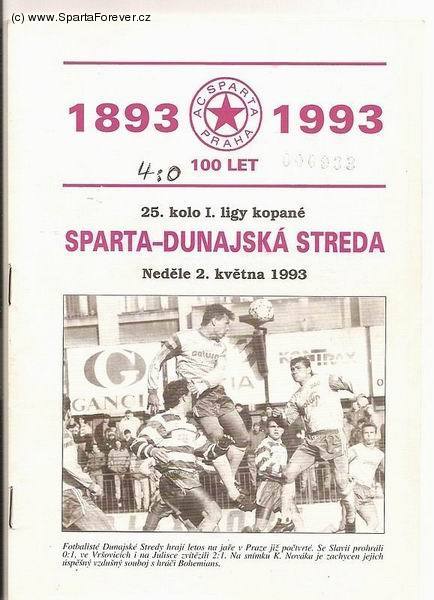 (c) www.SpartaForever.cz
1893 AC SPARTA PRAHA 1993
4:0 100 LET 000933
25. kolo I. ligy kopané
SPARTA–DUNAJSKÁ STREDA
Neděle 2. května 1993
G GANCIA
Fotbalisté Dunajské Stredy hrají letos na jaře v Praze již počtvrté. Se Slavií prohráli
0:1, ve Vršovicích i na Julisce zvítězili 2:1. Na snímku K. Nováka je zachycen jejich
úspěšný vzdušný souboj s hráči Bohemians.